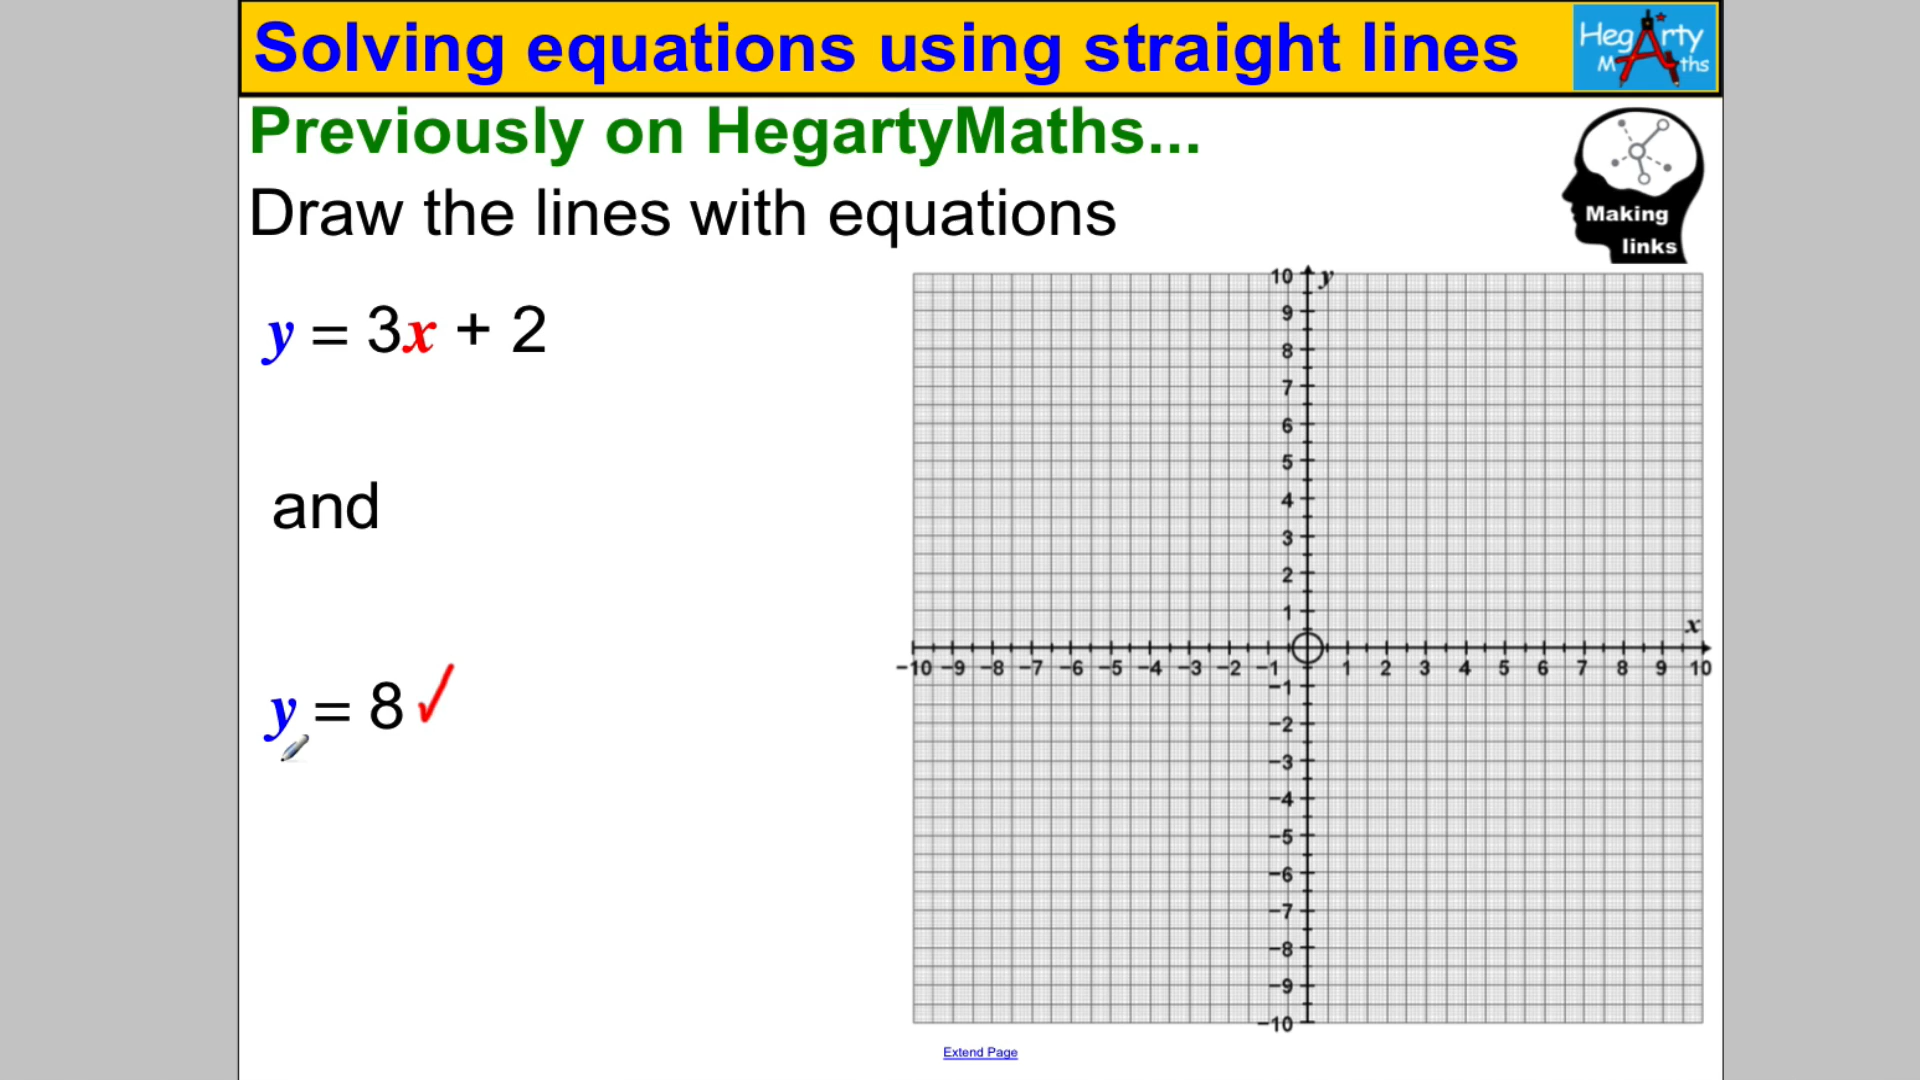 Solving equations using straight lines
HegArty
Maths
Previously on HegartyMaths...
Making
links
Draw the lines with equations
y = 3x + 2
and
y = 8
10 y
9
8
7
6
5
4
3
2
1
x
−10 −9 −8 −7 −6 −5 −4 −3 −2 −1 1 2 3 4 5 6 7 8 9 10
−1
−2
−3
−4
−5
−6
−7
−8
−9
−10
Extend Page